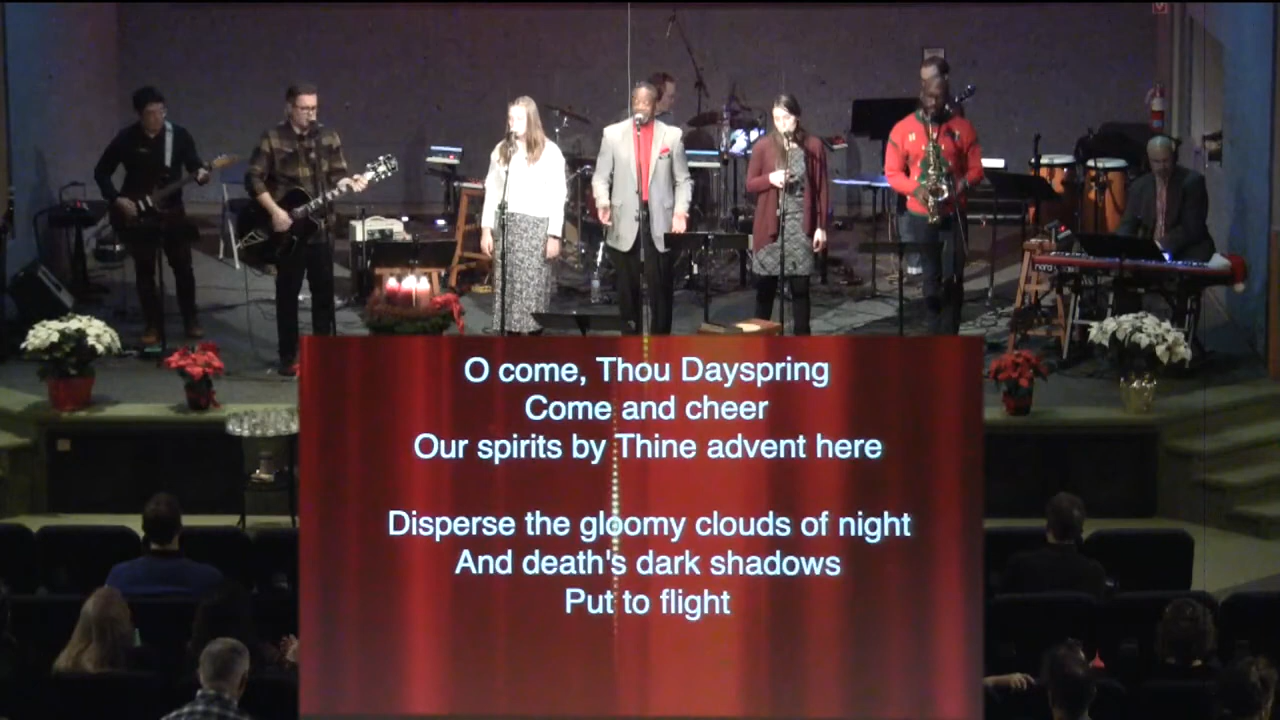 O come, Thou Dayspring
Come and cheer
Our spirits by Thine advent here
Disperse the gloomy clouds of night
And death's dark shadows
Put to flight
nord